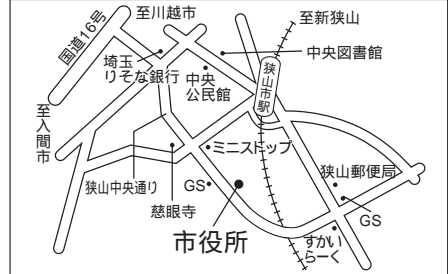 至川越市
至新狭山
国道16号
中央図書館
埼玉
りそな銀行
中央
公民館
狭山市駅
至入間市
ミニストップ
狭山郵便局
狭山中央通り
GS
慈眼寺
GS
市役所
すかい
らーく